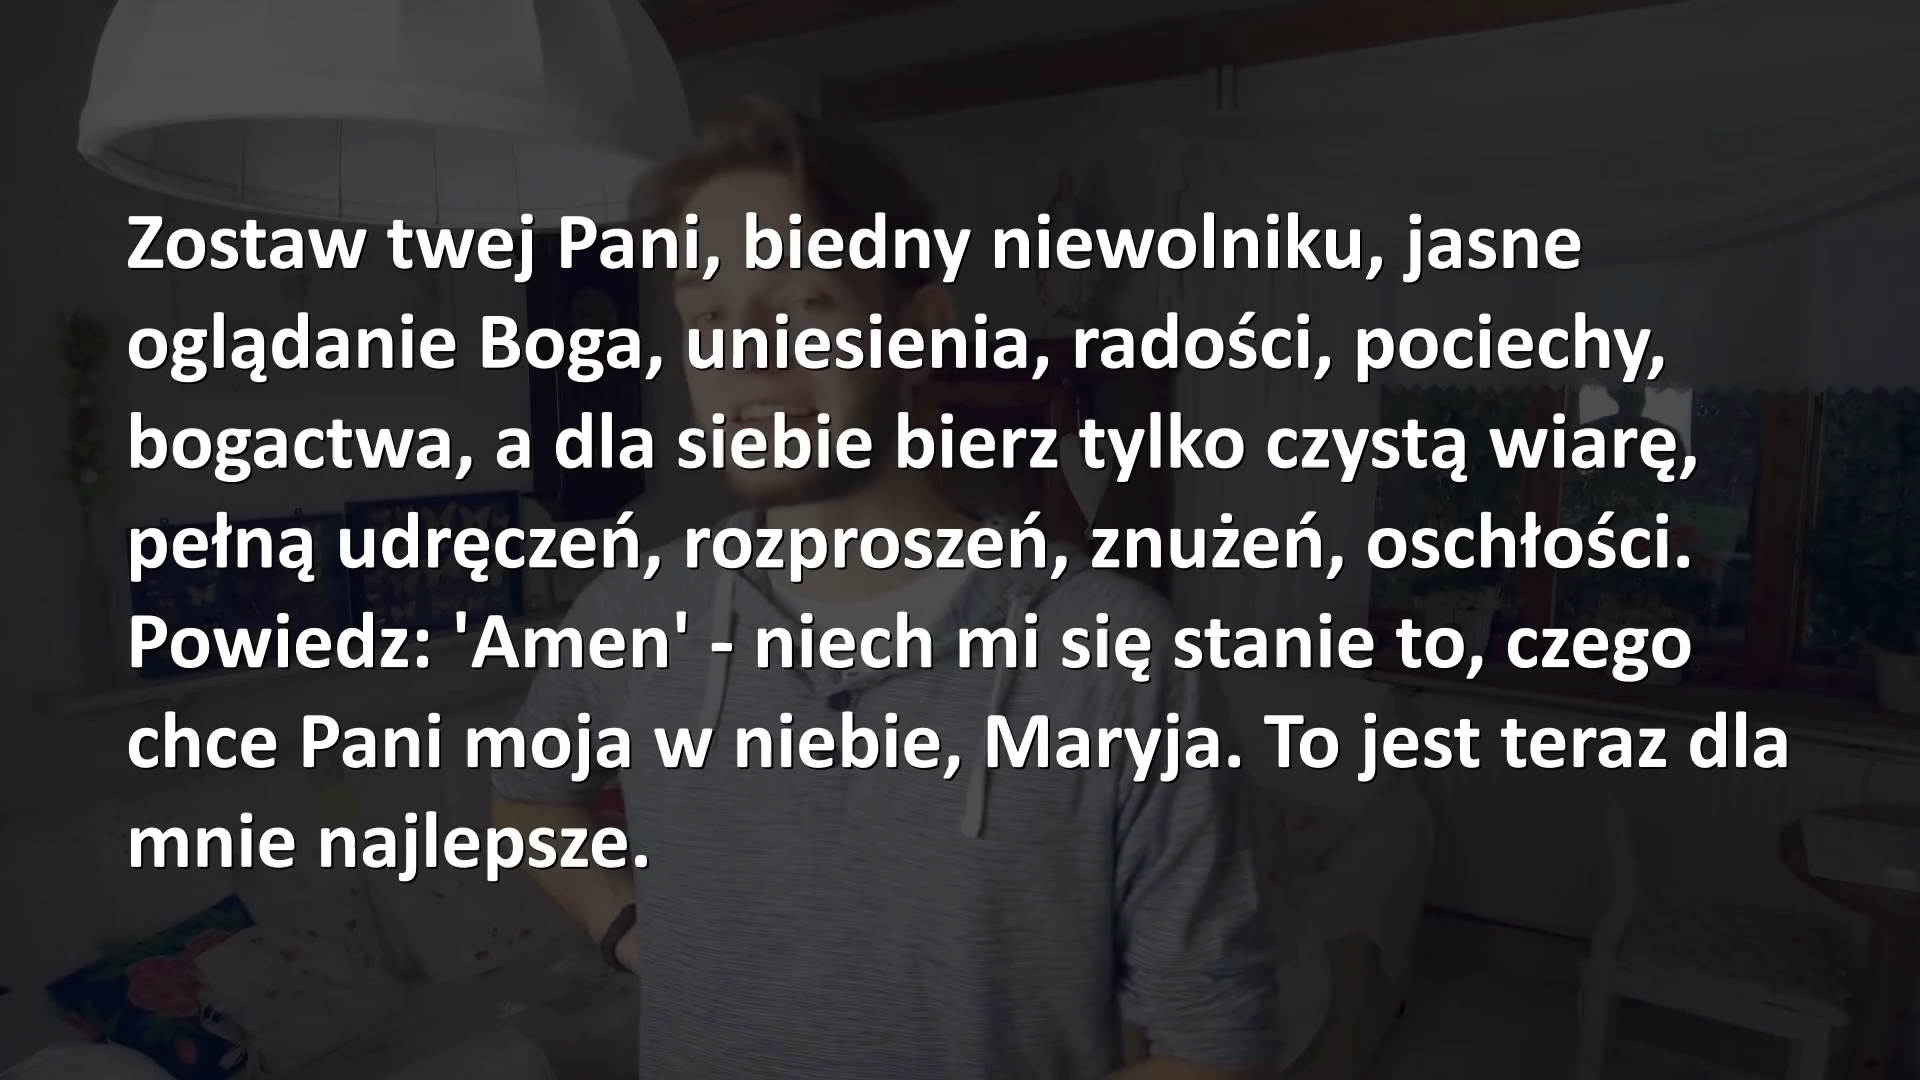 Zostaw twej Pani, biedny niewolniku, jasne
oglądanie Boga, uniesienia, radości, pociechy,
bogactwa, a dla siebie bierz tylko czystą wiarę,
pełną udręczeń, rozproszeń, znużeń, oschłości.
Powiedz: 'Amen' - niech mi się stanie to, czego
chce Pani moja w niebie, Maryja. To jest teraz dla
mnie najlepsze.